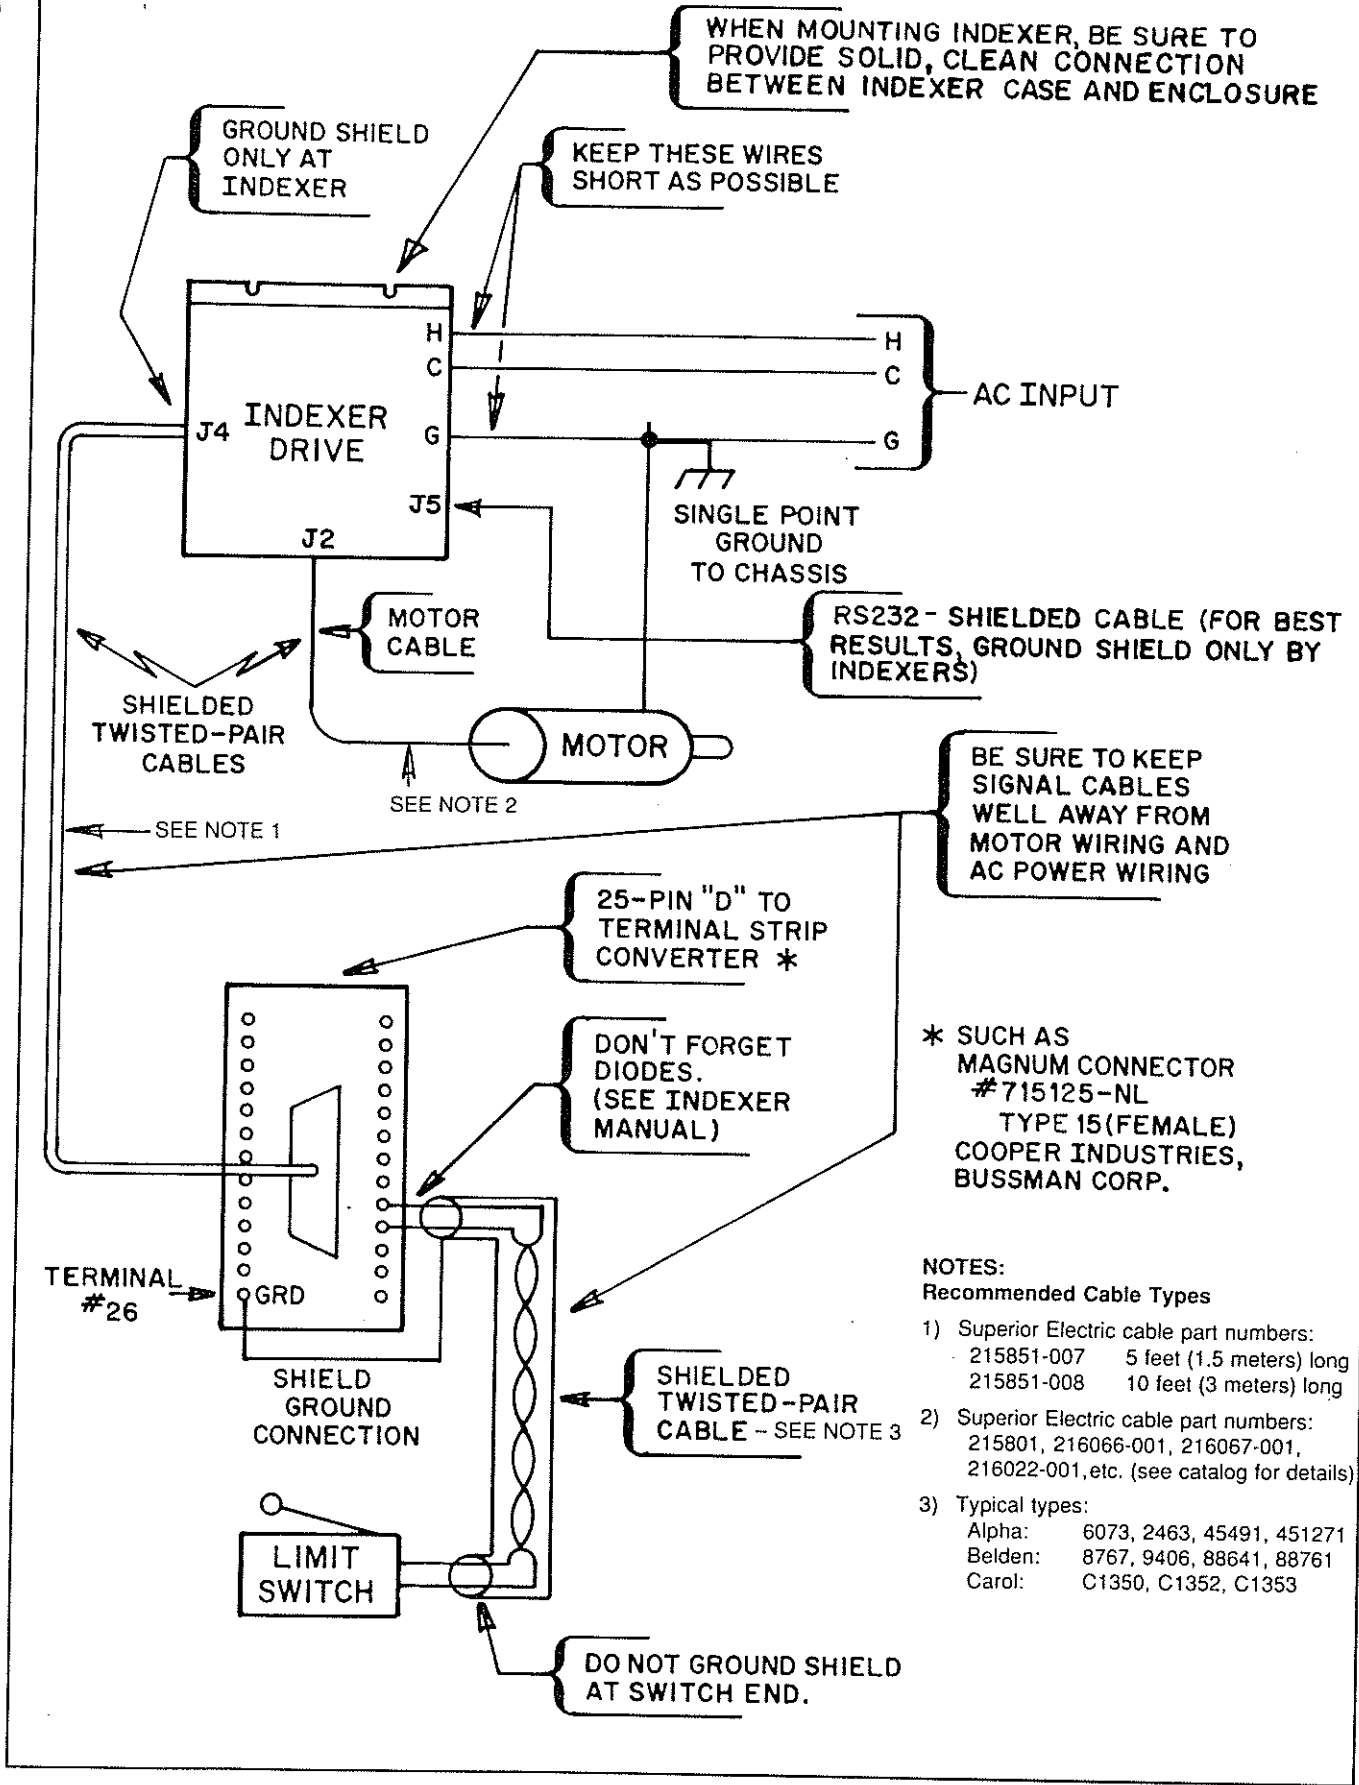 WHEN MOUNTING INDEXER, BE SURE TO
PROVIDE SOLID, CLEAN CONNECTION
BETWEEN INDEXER CASE AND ENCLOSURE
GROUND SHIELD
ONLY AT
INDEXER
KEEP THESE WIRES
SHORT AS POSSIBLE
H
C
G
J4
INDEXER
DRIVE
J5
J2
H
C
G
AC INPUT
SINGLE POINT
GROUND
TO CHASSIS
MOTOR
CABLE
RS232 - SHIELDED CABLE (FOR BEST
RESULTS, GROUND SHIELD ONLY BY
INDEXERS)
SHIELDED
TWISTED-PAIR
CABLES
MOTOR
SEE NOTE 2
SEE NOTE 1
BE SURE TO KEEP
SIGNAL CABLES
WELL AWAY FROM
MOTOR WIRING AND
AC POWER WIRING
25-PIN "D" TO
TERMINAL STRIP
CONVERTER *
DON'T FORGET
DIODES.
(SEE INDEXER
MANUAL)
* SUCH AS
MAGNUM CONNECTOR
#715125-NL
TYPE 15(FEMALE)
COOPER INDUSTRIES,
BUSSMAN CORP.
TERMINAL
#26
GRD
SHIELD
GROUND
CONNECTION
SHIELDED
TWISTED-PAIR
CABLE - SEE NOTE 3
LIMIT
SWITCH
DO NOT GROUND SHIELD
AT SWITCH END.
NOTES:
Recommended Cable Types
1) Superior Electric cable part numbers:
215851-007 5 feet (1.5 meters) long
215851-008 10 feet (3 meters) long
2) Superior Electric cable part numbers:
215801, 216066-001, 216067-001,
216022-001, etc. (see catalog for details)
3) Typical types:
Alpha: 6073, 2463, 45491, 451271
Belden: 8767, 9406, 88641, 88761
Carol: C1350, C1352, C1353